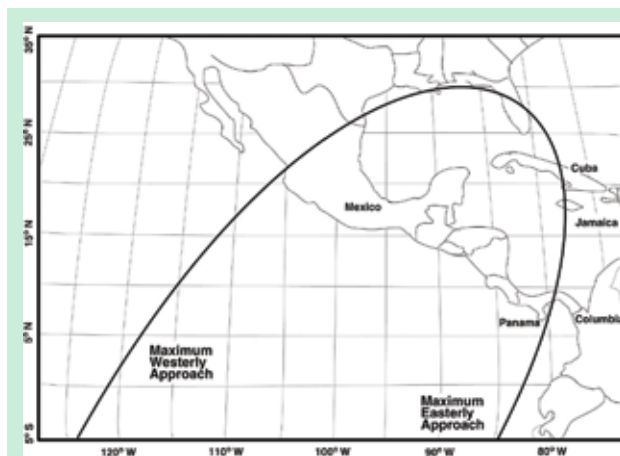 35° N
25° N
15° N
5° N
5° S
Cuba
Mexico
Jamaica
Panama
Columbia
Maximum
Westerly
Approach
Maximum
Easterly
Approach
120° W
110° W
100° W
90° W
80° W